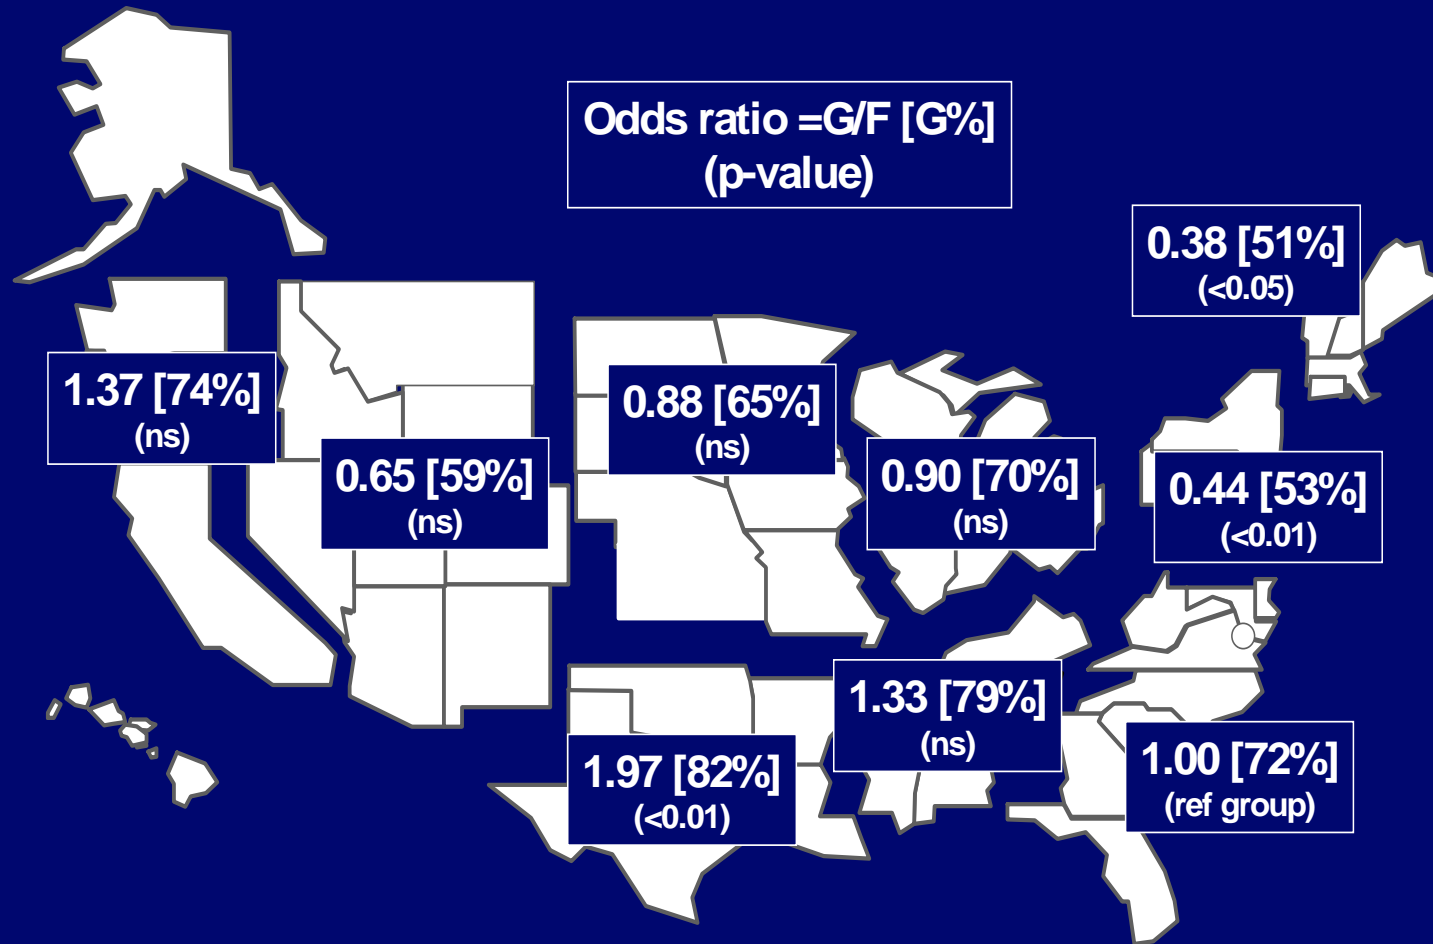 Odds ratio =G/F [G%]
(p-value)
0.38 [51%]
(<0.05)
1.37 [74%]
(ns)
0.88 [65%]
(ns)
0.65 [59%]
(ns)
0.90 [70%]
(ns)
0.44 [53%]
(<0.01)
1.33 [79%]
(ns)
1.97 [82%]
(<0.01)
1.00 [72%]
(ref group)